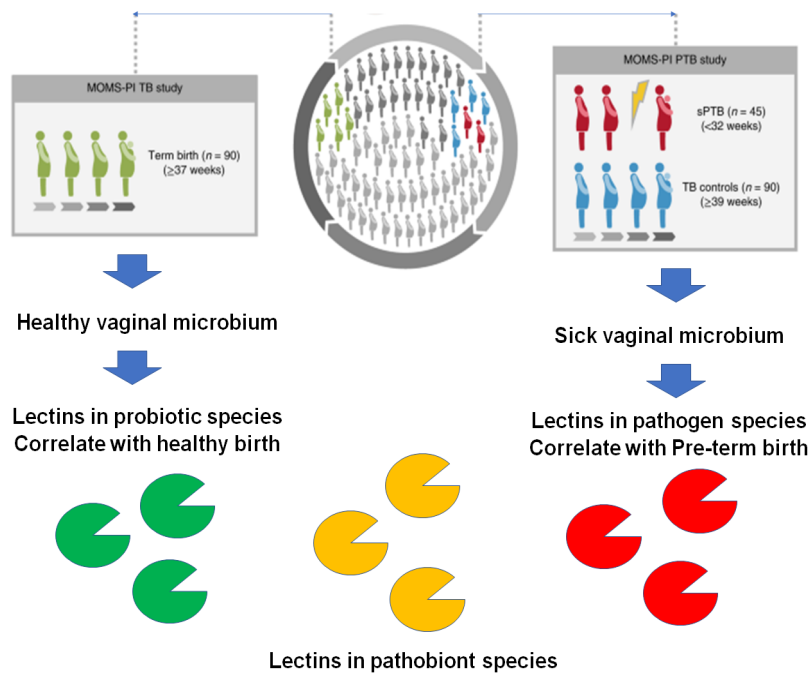 MOMS-PI TB study
Term birth (n = 90)
(≥37 weeks)
MOMS-PI PTB study
sPTB (n = 45)
(<32 weeks)
TB controls (n = 90)
(≥39 weeks)
Healthy vaginal microbium
Sick vaginal microbium
Lectins in probiotic species
Correlate with healthy birth
Lectins in pathogen species
Correlate with Pre-term birth
Lectins in pathobiont species